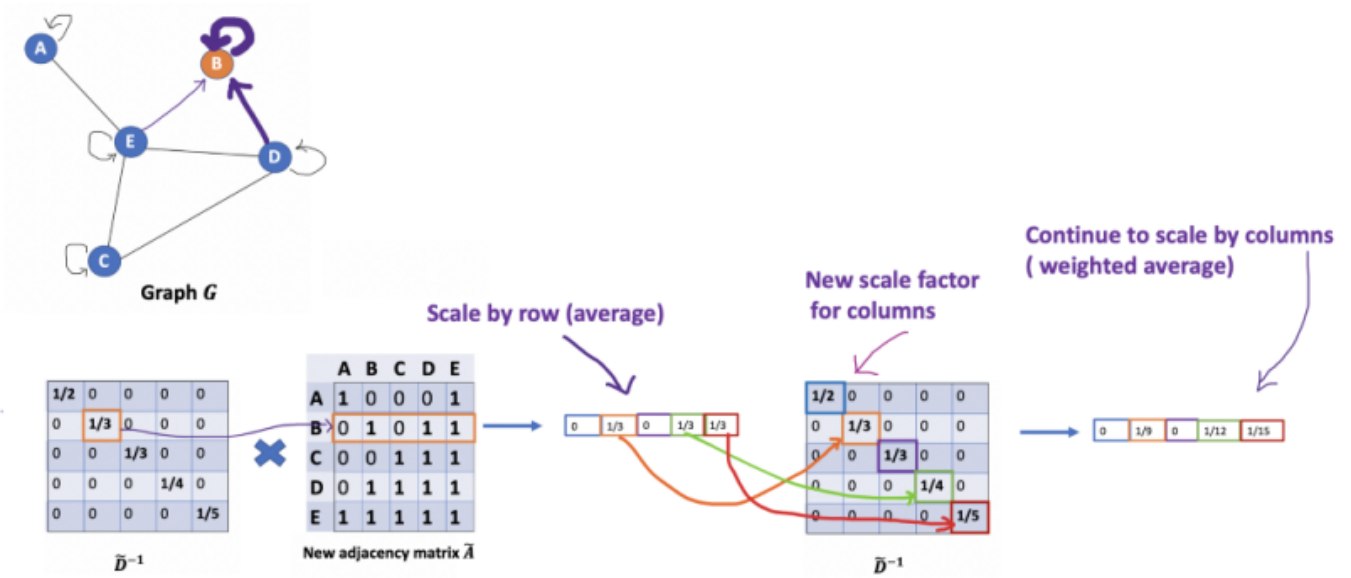 A
B
E
D
C
Graph G
Continue to scale by columns
( weighted average)
New scale factor
for columns
Scale by row (average)
A B C D E
1/2 0 0 0 0
0 1/3 0 0 0
0 0 1/3 0 0
0 0 0 1/4 0
0 0 0 0 1/5
D̃⁻¹
A 1 0 0 0 1
B 0 1 0 1 1
C 0 0 1 1 1
D 0 1 1 1 1
E 1 1 1 1 1
New adjacency matrix Ã
0 1/3 0 1/3 1/3
1/2 0 0 0 0
0 1/3 0 0 0
0 0 1/3 0 0
0 0 0 1/4 0
0 0 0 0 1/5
D̃⁻¹
0 1/9 0 1/12 1/15